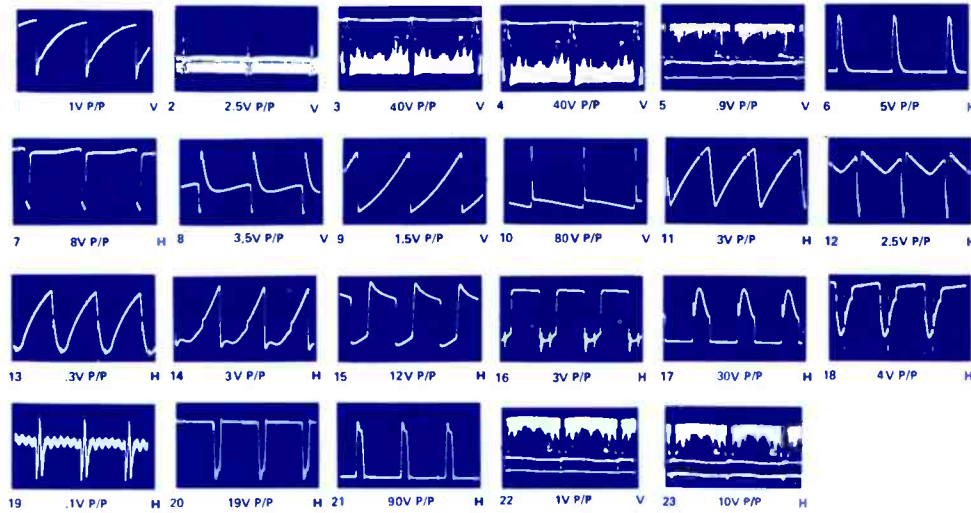 1V P/P V 2 2.5V P/P V 3 40V P/P V 4 40V P/P V 5 .9V P/P V 6 5V P/P H
7 8V P/P H 8 3.5V P/P V 9 1.5V P/P V 10 80V P/P V 11 3V P/P H 12 2.5V P/P H
13 .3V P/P H 14 3V P/P H 15 12V P/P H 16 3V P/P H 17 30V P/P H 18 4V P/P H
19 .1V P/P H 20 19V P/P H 21 90V P/P H 22 1V P/P V 23 10V P/P H